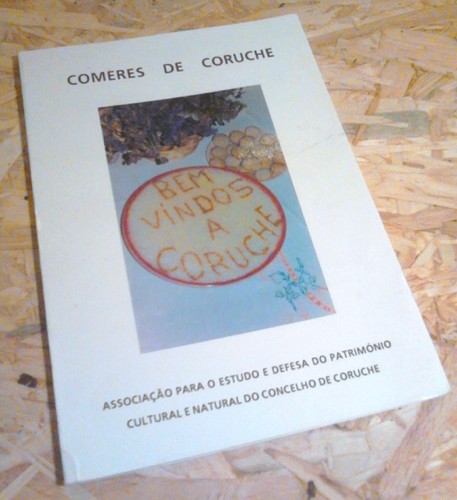 COMERES DE CORUCHE
BEM
VINDOS
A
CORUCHE
ASSOCIAÇÃO PARA O ESTUDO E DEFESA DO PATRIMÓNIO
CULTURAL E NATURAL DO CONCELHO DE CORUCHE